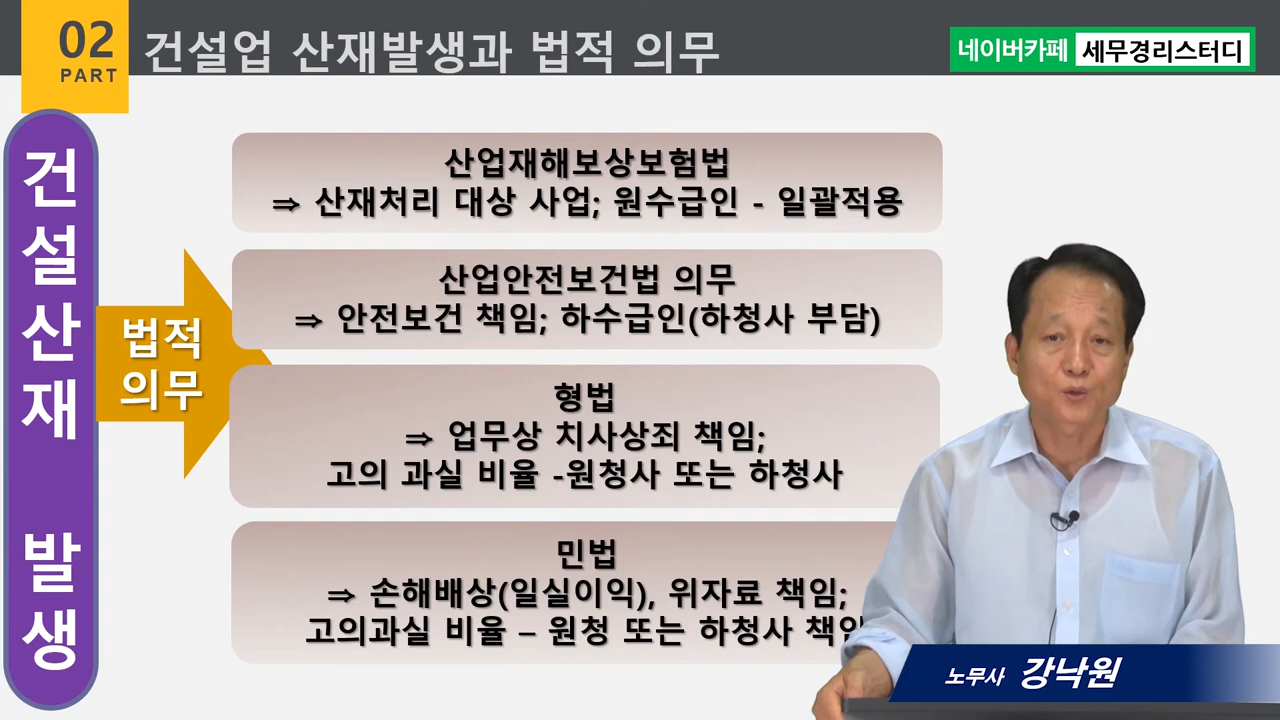 02
PART
건설업 산재발생과 법적 의무
네이버카페 세무경리스터디
건설산재 발생
법적
의무
산업재해보상보험법
⇒ 산재처리 대상 사업; 원수급인 - 일괄적용
산업안전보건법 의무
⇒ 안전보건 책임; 하수급인(하청사 부담)
형법
⇒ 업무상 치사상죄 책임;
고의 과실 비율 -원청사 또는 하청사
민법
⇒ 손해배상(일실이익), 위자료 책임;
고의과실 비율 – 원청 또는 하청사
노무사 강낙원